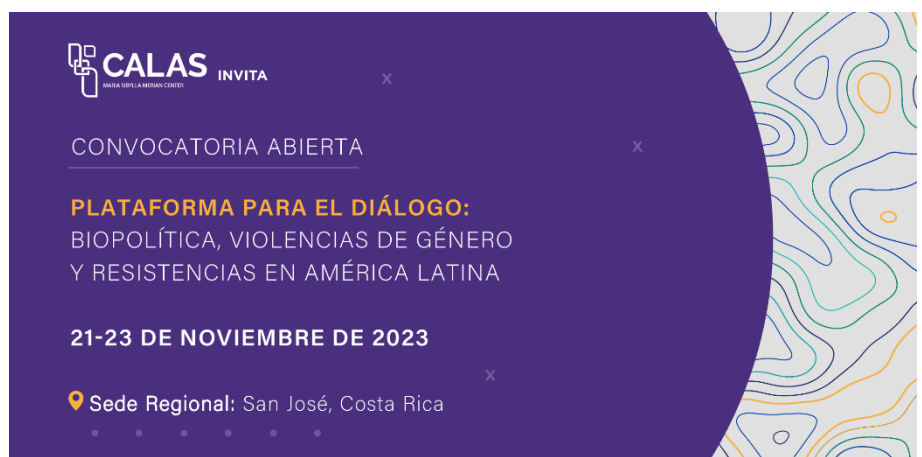 CALAS INVITA
MARIA SIBYLLA MERIAN CENTER
CONVOCATORIA ABIERTA
PLATAFORMA PARA EL DIÁLOGO:
BIOPOLÍTICA, VIOLENCIAS DE GÉNERO
Y RESISTENCIAS EN AMÉRICA LATINA
21-23 DE NOVIEMBRE DE 2023
Sede Regional: San José, Costa Rica